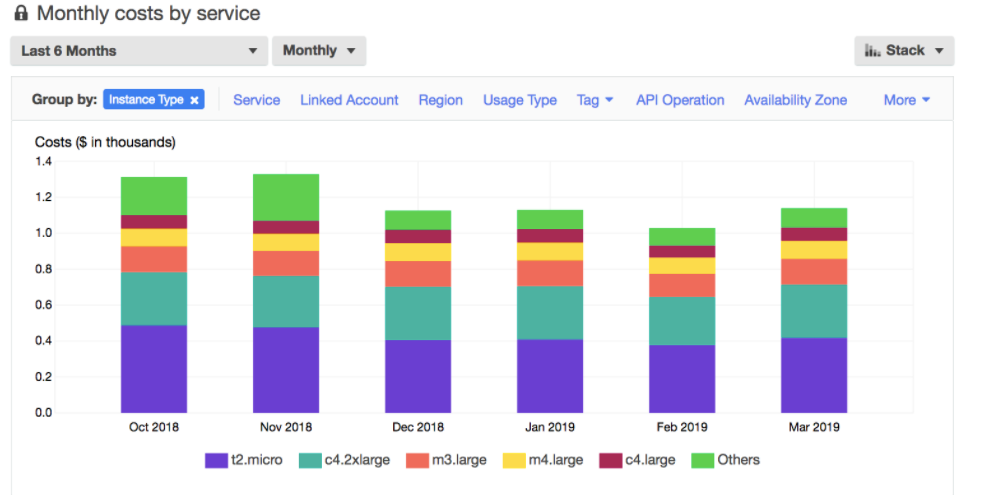 Monthly costs by service
Last 6 Months Monthly Stack
Group by: Instance Type × Service Linked Account Region Usage Type Tag API Operation Availability Zone More
Costs ($ in thousands)
1.4
1.2
1.0
0.8
0.6
0.4
0.2
0.0
Oct 2018 Nov 2018 Dec 2018 Jan 2019 Feb 2019 Mar 2019
t2.micro c4.2xlarge m3.large m4.large c4.large Others